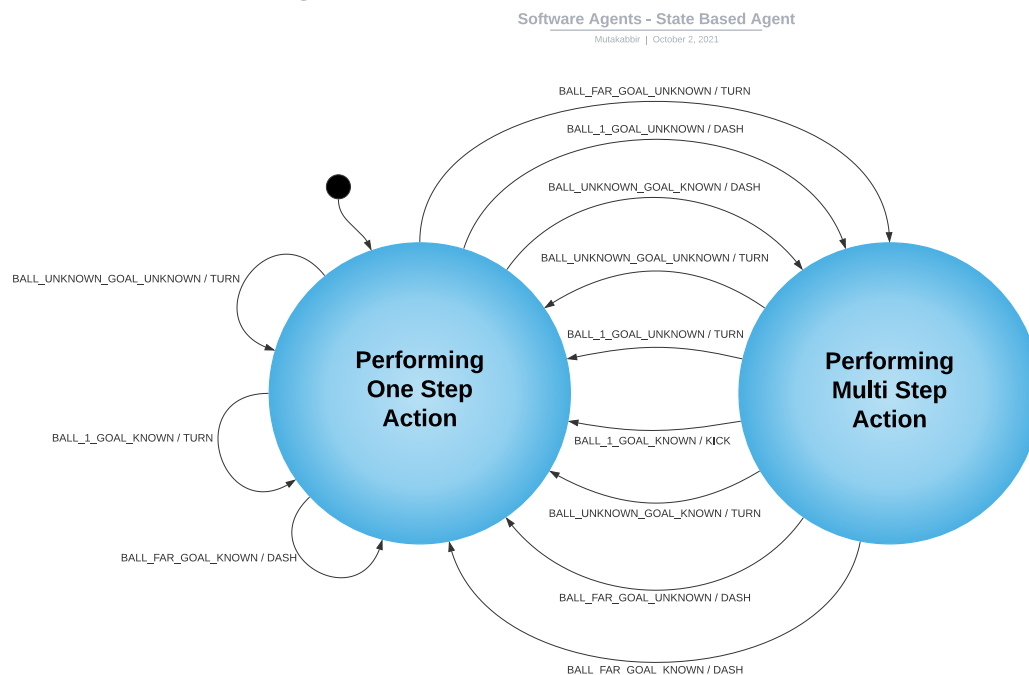 Software Agents - State Based Agent
Mutakabbir | October 2, 2021
BALL_FAR_GOAL_UNKNOWN / TURN
BALL_1_GOAL_UNKNOWN / DASH
BALL_UNKNOWN_GOAL_KNOWN / DASH
BALL_UNKNOWN_GOAL_UNKNOWN / TURN
BALL_UNKNOWN_GOAL_UNKNOWN / TURN
BALL_1_GOAL_UNKNOWN / TURN
Performing
One Step
Action
Performing
Multi Step
Action
BALL_1_GOAL_KNOWN / TURN
BALL_1_GOAL_KNOWN / KICK
BALL_UNKNOWN_GOAL_KNOWN / TURN
BALL_FAR_GOAL_KNOWN / DASH
BALL_FAR_GOAL_UNKNOWN / DASH
BALL_FAR_GOAL_KNOWN / DASH